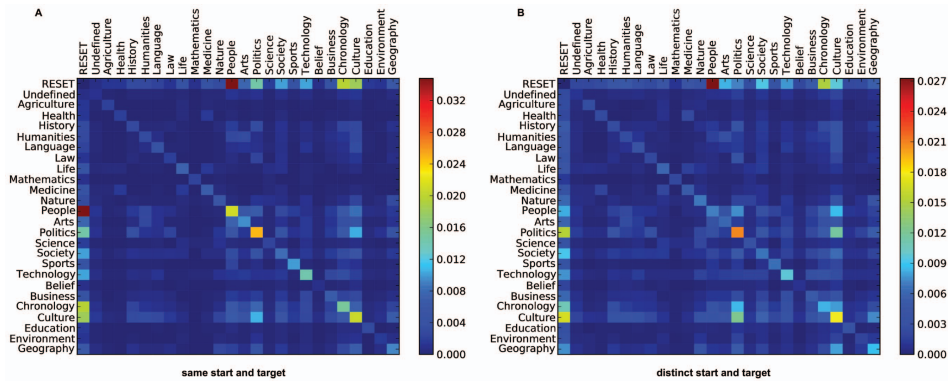 A
B
RESET
Undefined
Agriculture
Health
History
Humanities
Language
Law
Life
Mathematics
Medicine
Nature
People
Arts
Politics
Science
Society
Sports
Technology
Belief
Business
Chronology
Culture
Education
Environment
Geography
RESET
Undefined
Agriculture
Health
History
Humanities
Language
Law
Life
Mathematics
Medicine
Nature
People
Arts
Politics
Science
Society
Sports
Technology
Belief
Business
Chronology
Culture
Education
Environment
Geography
RESET
Undefined
Agriculture
Health
History
Humanities
Language
Law
Life
Mathematics
Medicine
Nature
People
Arts
Politics
Science
Society
Sports
Technology
Belief
Business
Chronology
Culture
Education
Environment
Geography
0.032
0.028
0.024
0.020
0.016
0.012
0.008
0.004
0.000
RESET
Undefined
Agriculture
Health
History
Humanities
Language
Law
Life
Mathematics
Medicine
Nature
People
Arts
Politics
Science
Society
Sports
Technology
Belief
Business
Chronology
Culture
Education
Environment
Geography
0.027
0.024
0.021
0.018
0.015
0.012
0.009
0.006
0.003
0.000
same start and target
distinct start and target